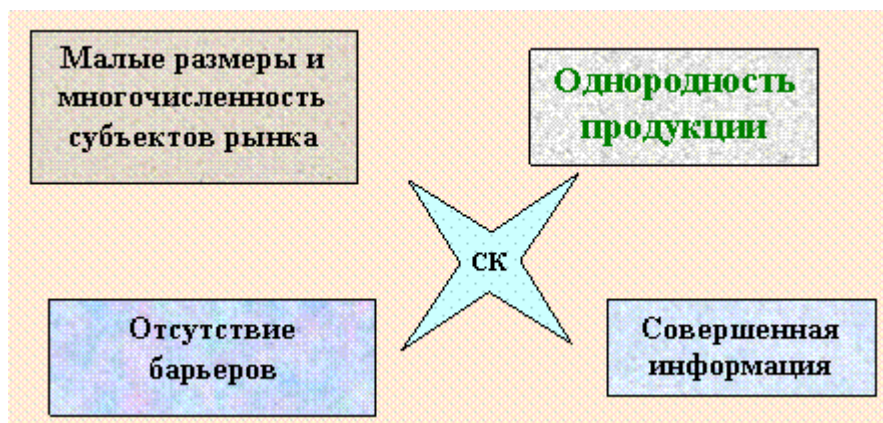 Малые размеры и
многочисленность
субъектов рынка
Однородность
продукции
СК
Отсутствие
барьеров
Совершенная
информация